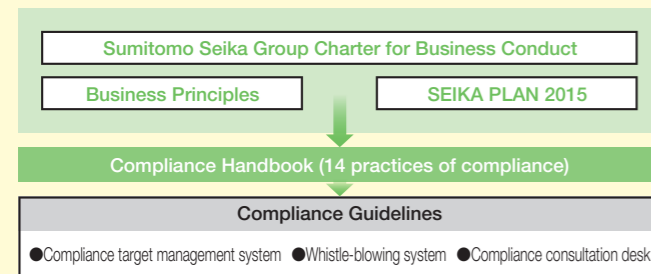 Sumitomo Seika Group Charter for Business Conduct
Business Principles
SEIKA PLAN 2015
Compliance Handbook (14 practices of compliance)
Compliance Guidelines
●Compliance target management system ●Whistle-blowing system ●Compliance consultation desk